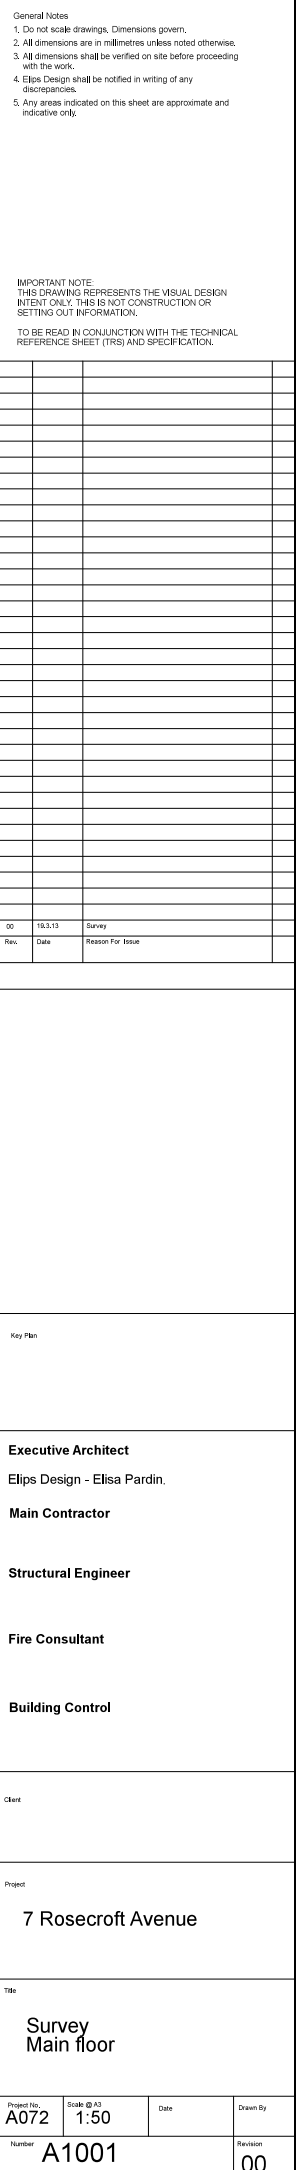 General Notes
1. Do not scale drawings. Dimensions govern.
2. All dimensions are in millimetres unless noted otherwise.
3. All dimensions shall be verified on site before proceeding
with the work.
4. Elips Design shall be notified in writing of any
discrepancies.
5. Any areas indicated on this sheet are approximate and
indicative only.
IMPORTANT NOTE:
THIS DRAWING REPRESENTS THE VISUAL DESIGN
INTENT ONLY. THIS IS NOT CONSTRUCTION OR
SETTING OUT INFORMATION.
TO BE READ IN CONJUNCTION WITH THE TECHNICAL
REFERENCE SHEET (TRS) AND SPECIFICATION.
00 19.3.13 Survey
Rev. Date Reason For Issue
Key Plan
Executive Architect
Elips Design - Elisa Pardin.
Main Contractor
Structural Engineer
Fire Consultant
Building Control
Client
Project
7 Rosecroft Avenue
Title
Survey
Main floor
Project No. Scale @ A3 Date Drawn By
A072 1:50
Number Revision
A1001 00